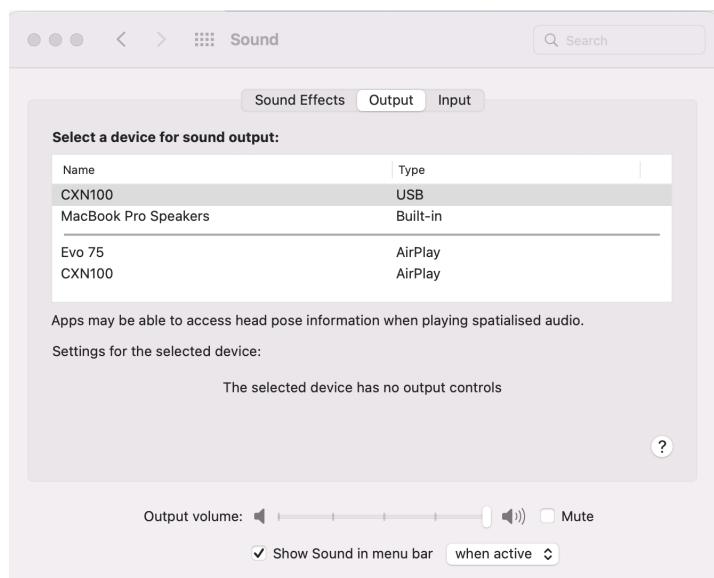 Sound
Search
Sound Effects Output Input
Select a device for sound output:
Name Type
CXN100 USB
MacBook Pro Speakers Built-in
Evo 75 AirPlay
CXN100 AirPlay
Apps may be able to access head pose information when playing spatialised audio.
Settings for the selected device:
The selected device has no output controls
?
Output volume: Mute
Show Sound in menu bar when active